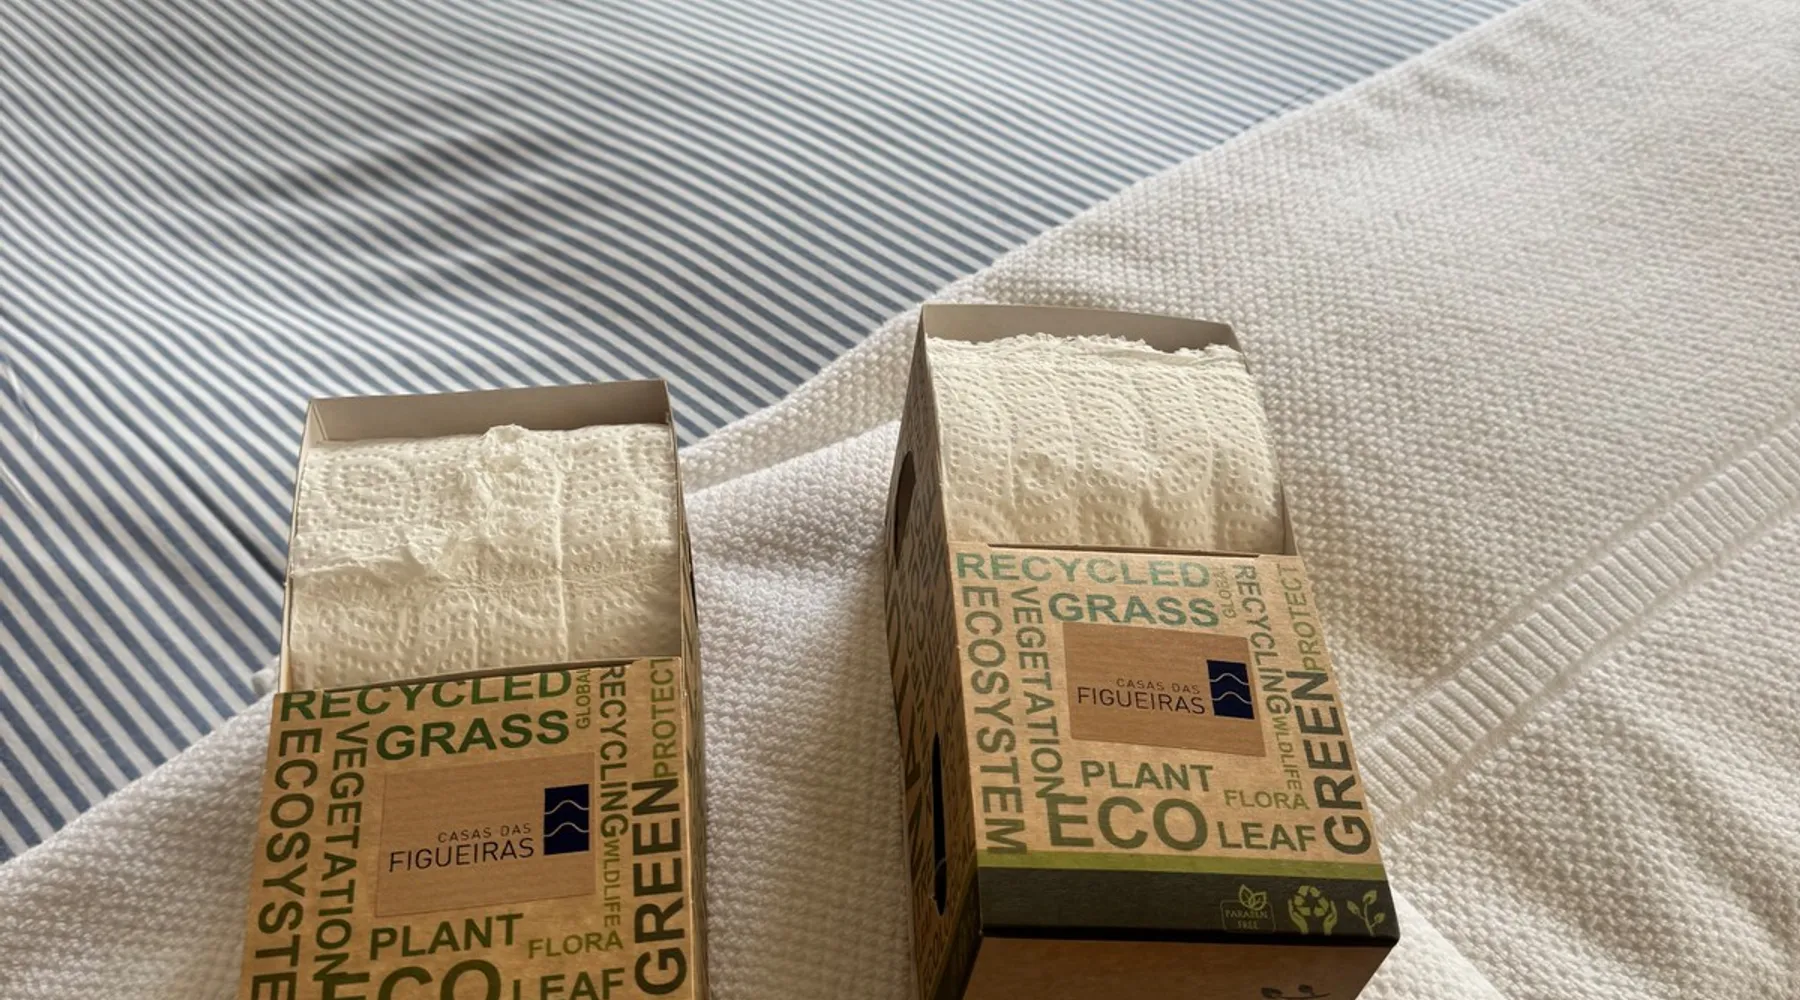 RECYCLED
GRASS
GLOBAL
RECYCLING
PROTECT
ECOSYSTEM
VEGETATION
CASAS DAS
FIGUEIRAS
WILDLIFE
GREEN
PLANT
FLORA
ECO
LEAF
RECYCLED
GRASS
GLOBAL
RECYCLING
PROTECT
ECOSYSTEM
VEGETATION
CASAS DAS
FIGUEIRAS
WILDLIFE
GREEN
PLANT
FLORA
ECO
LEAF
PARABEN
FREE